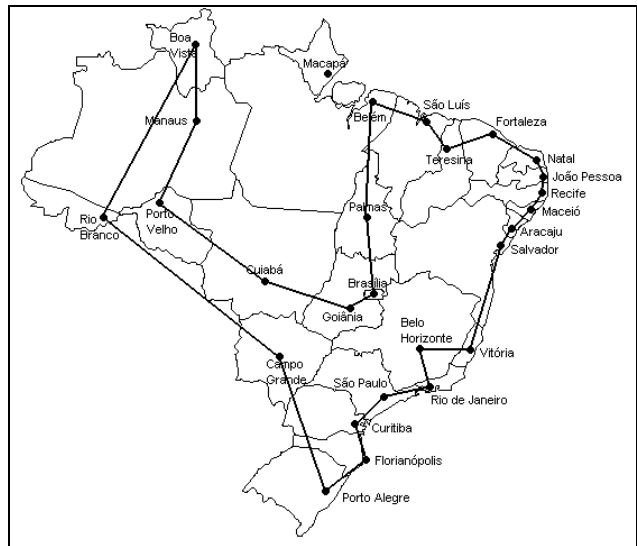 Boa
Vista
Macapá
Manaus
Belém
São Luís
Fortaleza
Teresina
Natal
João Pessoa
Recife
Maceió
Aracaju
Salvador
Rio
Branco
Porto
Velho
Palmas
Cuiabá
Brasília
Goiânia
Belo
Horizonte
Vitória
Campo
Grande
São Paulo
Rio de Janeiro
Curitiba
Florianópolis
Porto Alegre